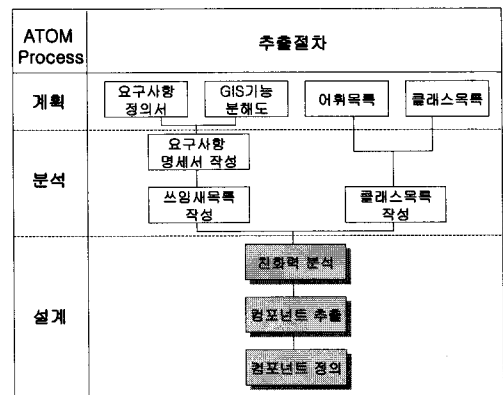 ATOM
Process
추출절차
계획
요구사항
정의서
GIS기능
분해도
어휘목록
클래스목록
분석
요구사항
명세서 작성
쓰임새목록
작성
클래스목록
작성
설계
친화력 분석
컴포넌트 추출
컴포넌트 정의